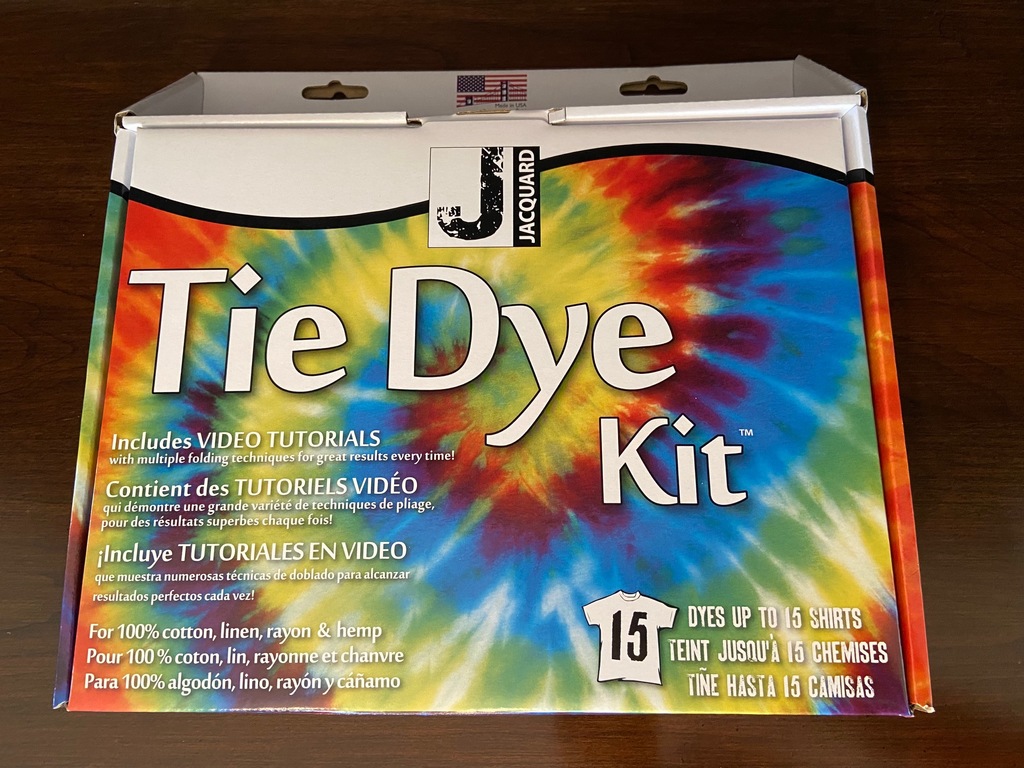 Made in USA
J
JACQUARD
Tie Dye
Kit™
Includes VIDEO TUTORIALS
with multiple folding techniques for great results every time!
Contient des TUTORIELS VIDÉO
qui démontre une grande variété de techniques de pliage,
pour des résultats superbes chaque fois!
¡Incluye TUTORIALES EN VIDEO
que muestra numerosas técnicas de doblado para alcanzar
resultados perfectos cada vez!
For 100% cotton, linen, rayon & hemp
Pour 100% coton, lin, rayonne et chanvre
Para 100% algodón, lino, rayón y cáñamo
15
DYES UP TO 15 SHIRTS
TEINT JUSQU'À 15 CHEMISES
TIÑE HASTA 15 CAMISAS